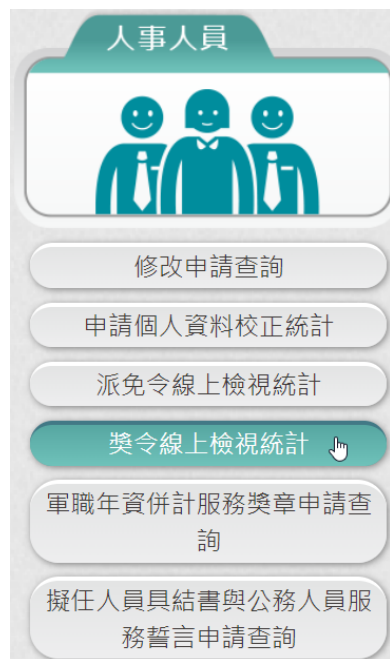 人事人員
修改申請查詢
申請個人資料校正統計
派免令線上檢視統計
獎令線上檢視統計
軍職年資併計服務獎章申請查
詢
擬任人員具結書與公務人員服
務誓言申請查詢